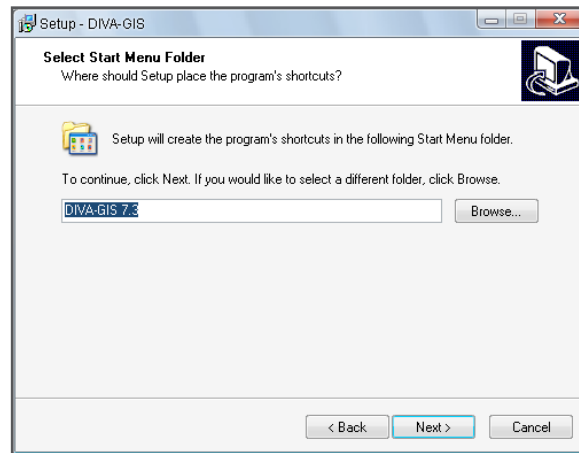 Setup - DIVA-GIS
Select Start Menu Folder
Where should Setup place the program's shortcuts?
Setup will create the program's shortcuts in the following Start Menu folder.
To continue, click Next. If you would like to select a different folder, click Browse.
DIVA-GIS 7.3
Browse...
< Back
Next >
Cancel